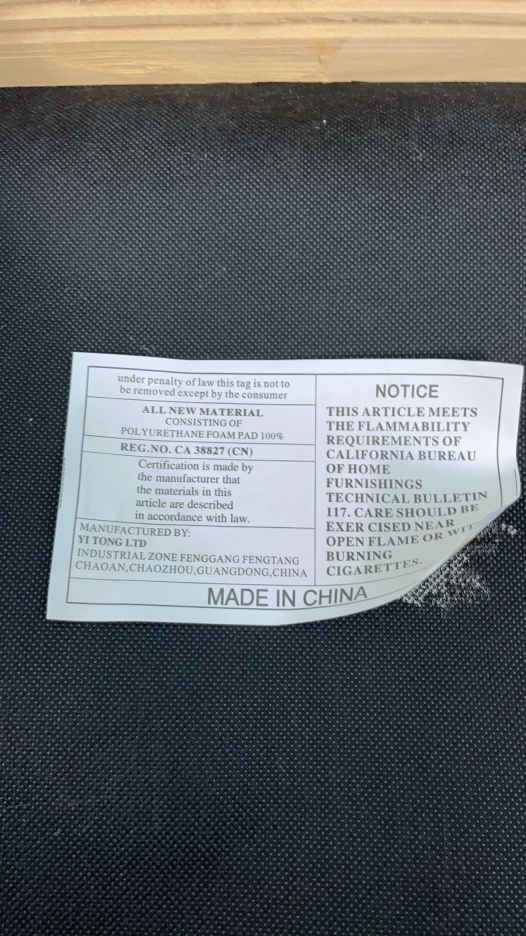 under penalty of law this tag is not to
be removed except by the consumer
ALL NEW MATERIAL
CONSISTING OF
POLYURETHANE FOAM PAD 100%
REG.NO. CA 38827 (CN)
Certification is made by
the manufacturer that
the materials in this
article are described
in accordance with law.
MANUFACTURED BY:
YI TONG LTD
INDUSTRIAL ZONE FENGGANG FENGTANG
CHAOAN,CHAOZHOU,GUANGDONG,CHINA
NOTICE
THIS ARTICLE MEETS
THE FLAMMABILITY
REQUIREMENTS OF
CALIFORNIA BUREAU
OF HOME
FURNISHINGS
TECHNICAL BULLETIN
117. CARE SHOULD BE
EXER CISED NEAR
OPEN FLAME OR
BURNING
CIGARETTES.
MADE IN CHINA